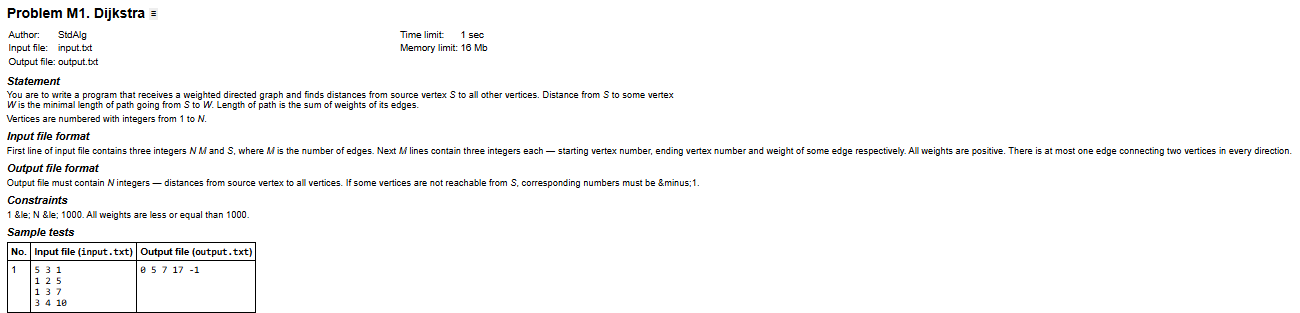 Problem M1. Dijkstra ≡
Author: StdAlg Time limit: 1 sec
Input file: input.txt Memory limit: 16 Mb
Output file: output.txt
Statement
You are to write a program that receives a weighted directed graph and finds distances from source vertex S to all other vertices. Distance from S to some vertex
W is the minimal length of path going from S to W. Length of path is the sum of weights of its edges.
Vertices are numbered with integers from 1 to N.
Input file format
First line of input file contains three integers N M and S, where M is the number of edges. Next M lines contain three integers each — starting vertex number, ending vertex number and weight of some edge respectively. All weights are positive. There is at most one edge connecting two vertices in every direction.
Output file format
Output file must contain N integers — distances from source vertex to all vertices. If some vertices are not reachable from S, corresponding numbers must be &minus;1.
Constraints
1 &le; N &le; 1000. All weights are less or equal than 1000.
Sample tests
No. Input file (input.txt) Output file (output.txt)
1 5 3 1 0 5 7 17 -1
1 2 5
1 3 7
3 4 10